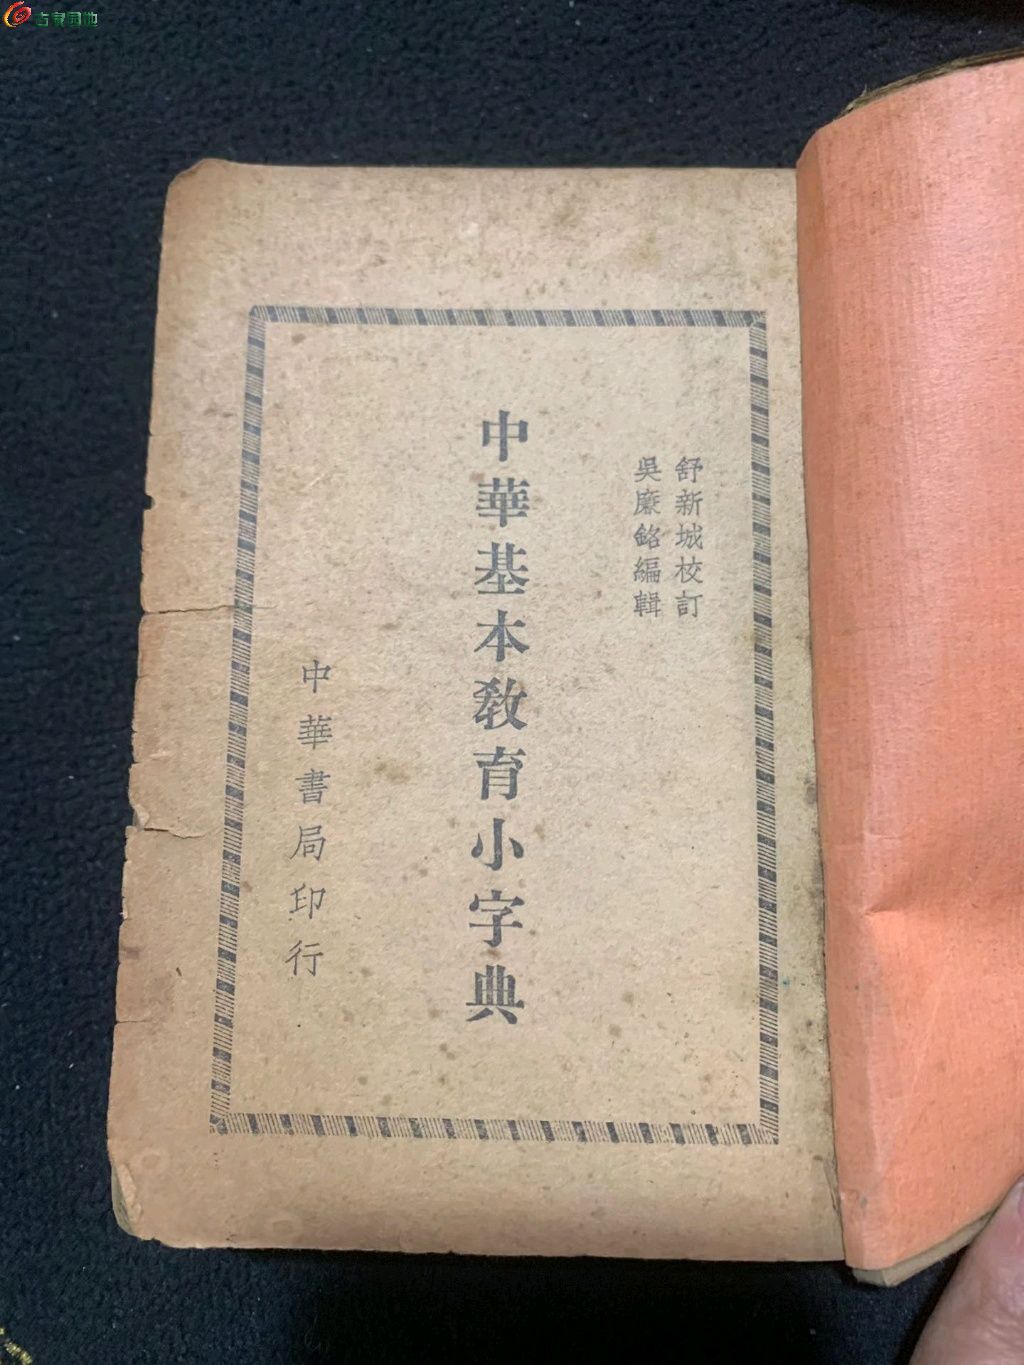 舒新城校訂
吳廉銘編輯
中華基本教育小字典
中華書局印行